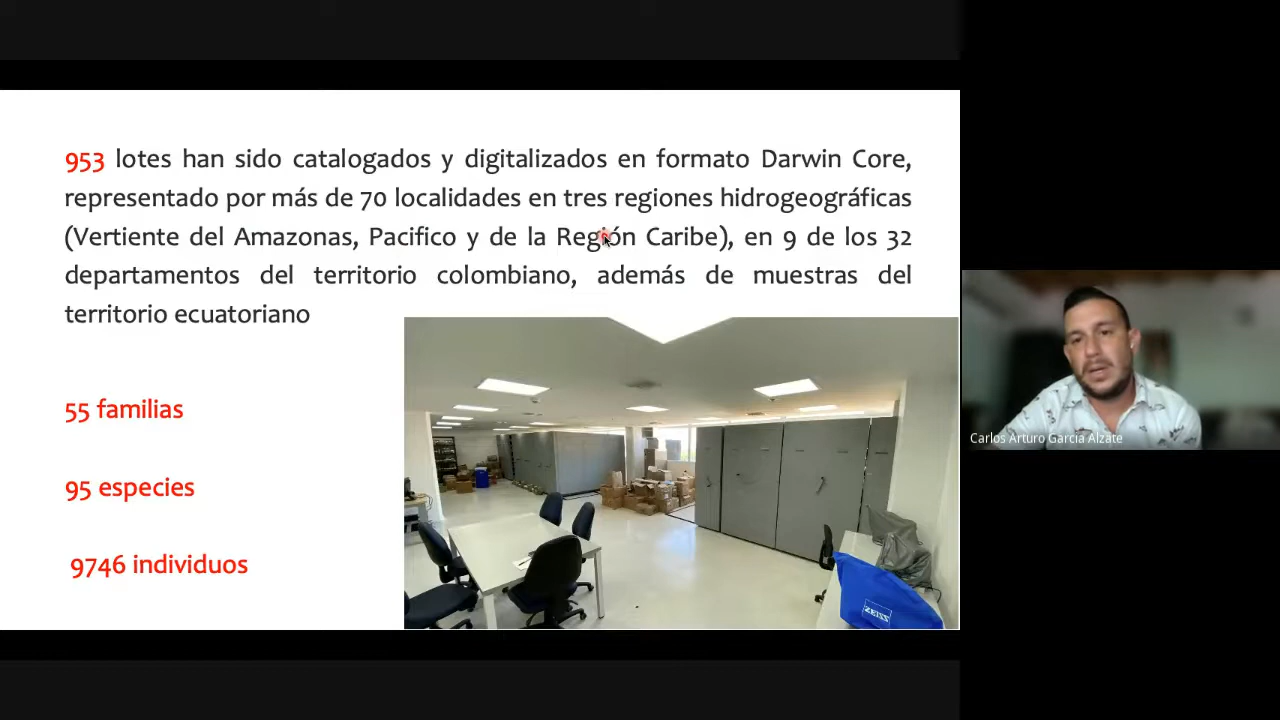 953 lotes han sido catalogados y digitalizados en formato Darwin Core,
representado por más de 70 localidades en tres regiones hidrogeográficas
(Vertiente del Amazonas, Pacifico y de la Región Caribe), en 9 de los 32
departamentos del territorio colombiano, además de muestras del
territorio ecuatoriano
55 familias
95 especies
9746 individuos
ZEISS
Carlos Arturo Garcia Alzate